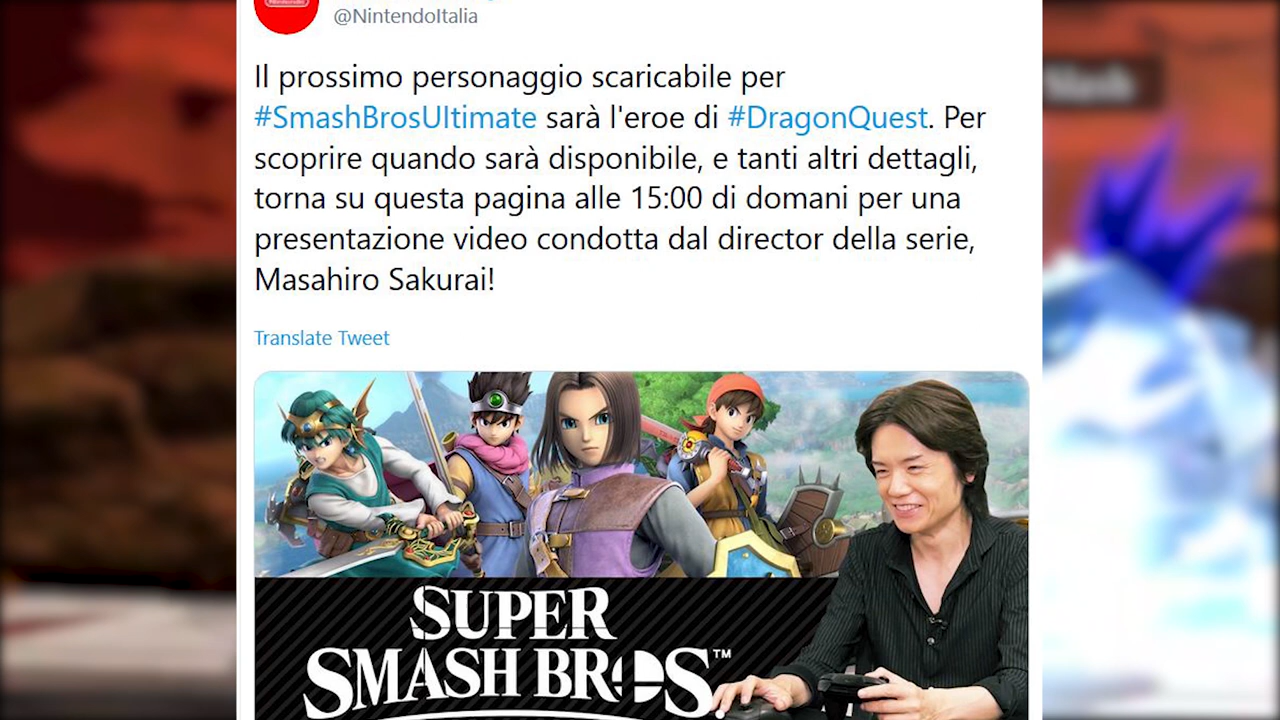 Nintendo
@NintendoItalia
Il prossimo personaggio scaricabile per
#SmashBrosUltimate sarà l'eroe di #DragonQuest. Per
scoprire quando sarà disponibile, e tanti altri dettagli,
torna su questa pagina alle 15:00 di domani per una
presentazione video condotta dal director della serie,
Masahiro Sakurai!
Translate Tweet
SUPER
SMASH BROS.™